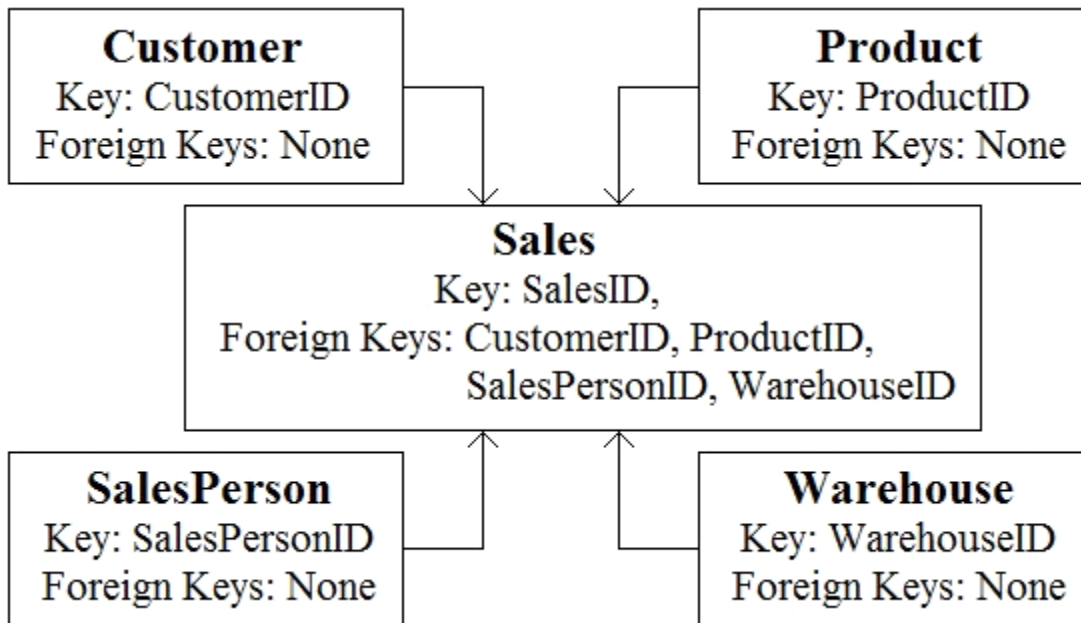 Customer
Key: CustomerID
Foreign Keys: None
Product
Key: ProductID
Foreign Keys: None
Sales
Key: SalesID,
Foreign Keys: CustomerID, ProductID,
SalesPersonID, WarehouseID
SalesPerson
Key: SalesPersonID
Foreign Keys: None
Warehouse
Key: WarehouseID
Foreign Keys: None